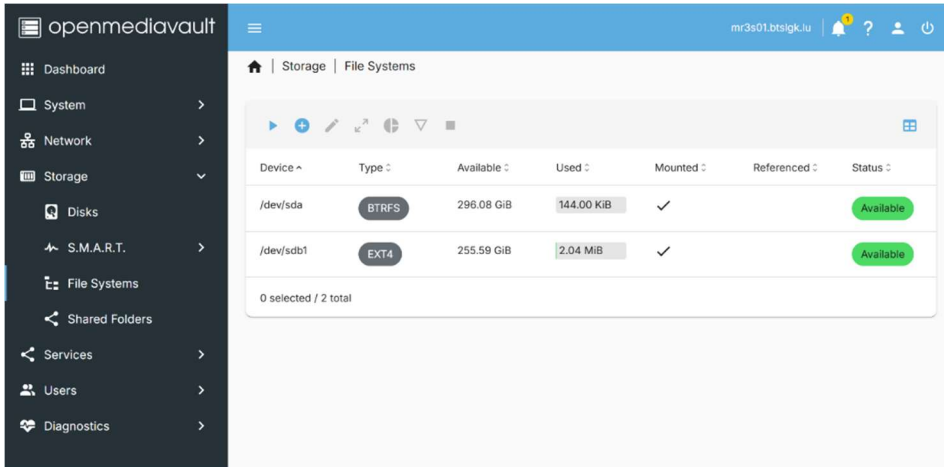 openmediavault
mr3s01.btsigk.lu 1 ?
Dashboard
System
Network
Storage
Disks
S.M.A.R.T.
File Systems
Shared Folders
Services
Users
Diagnostics
Storage | File Systems
Device Type Available Used Mounted Referenced Status
/dev/sda BTRFS 296.08 GiB 144.00 KiB Available
/dev/sdb1 EXT4 255.59 GiB 2.04 MiB Available
0 selected / 2 total